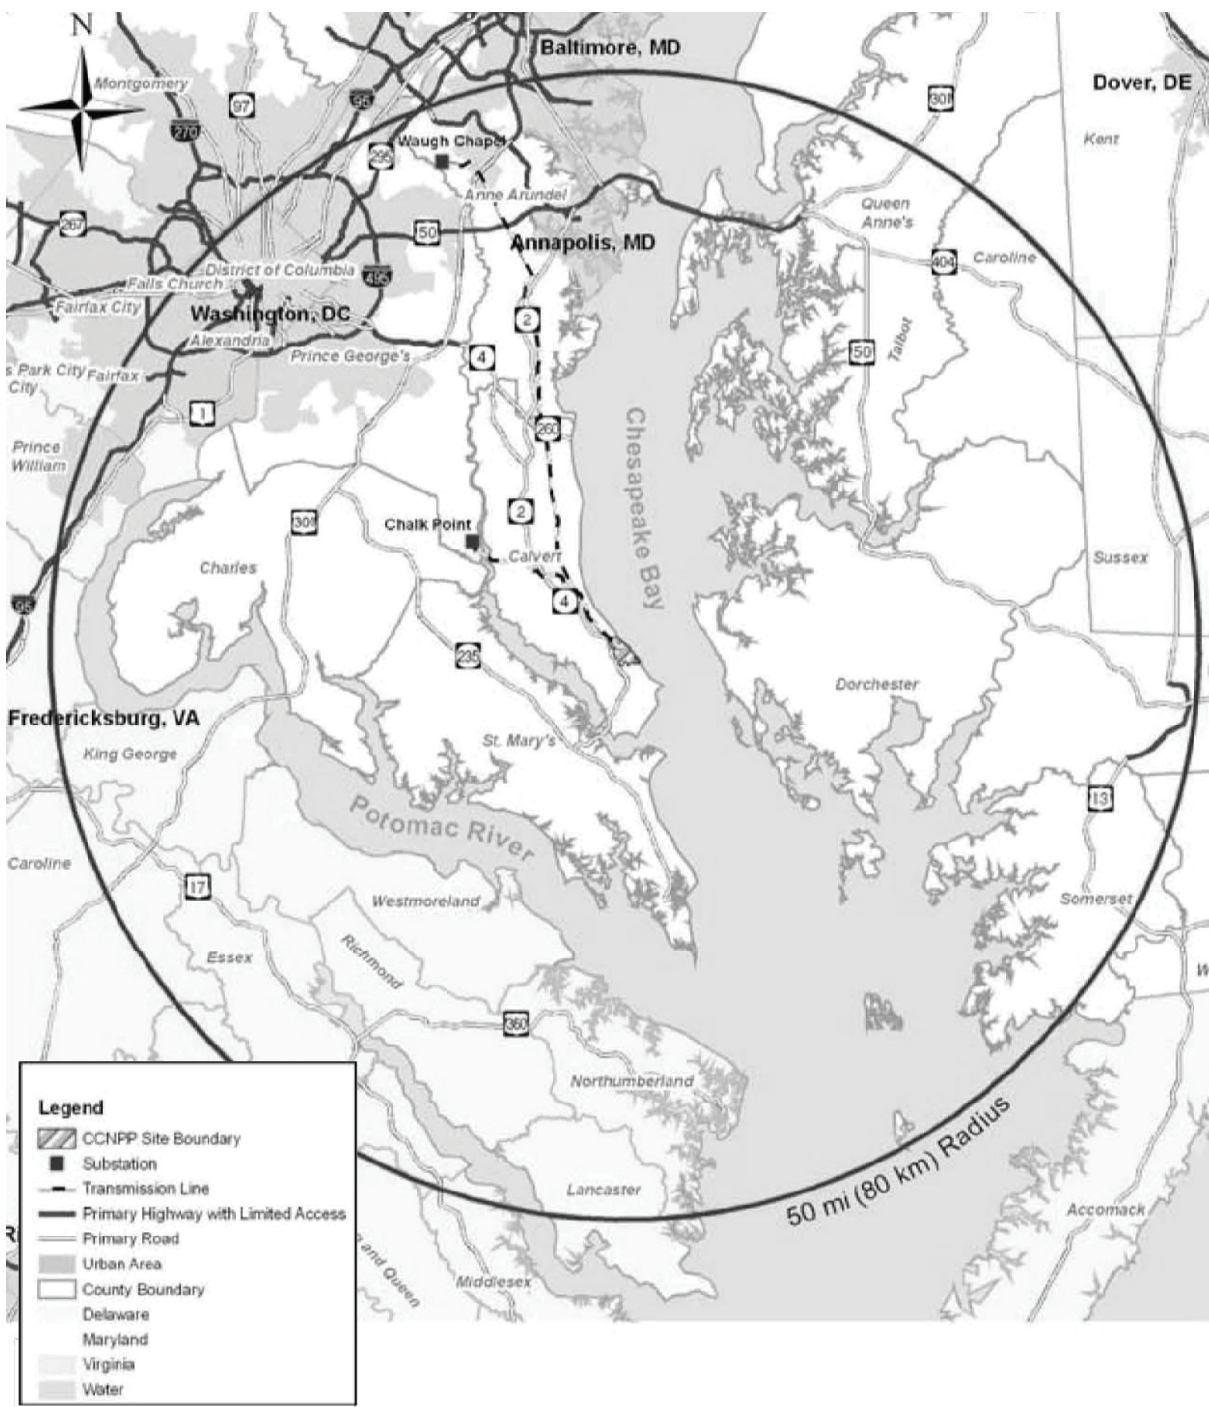 N
Baltimore, MD
Dover, DE
Montgomery
97
95
301
270
Kent
Waugh Chapel
295
Anne Arundel
Queen
Anne's
267
50
Annapolis, MD
404
Caroline
District of Columbia
495
Falls Church
Fairfax City
Washington, DC
2
Alexandria
Prince George's
4
50
Talbot
s Park City
City
Fairfax
1
260
Chesapeake Bay
Prince
William
301
2
Chalk Point
Calvert
Sussex
Charles
95
4
235
Dorchester
Fredericksburg, VA
King George
St. Mary's
13
Potomac River
Caroline
17
Westmoreland
Somerset
Essex
Richmond
W
360
Northumberland
50 mi (80 km) Radius
Lancaster
Accomack
and Queen
Middlesex
Legend
CCNPP Site Boundary
Substation
Transmission Line
Primary Highway with Limited Access
Primary Road
Urban Area
County Boundary
Delaware
Maryland
Virginia
Water